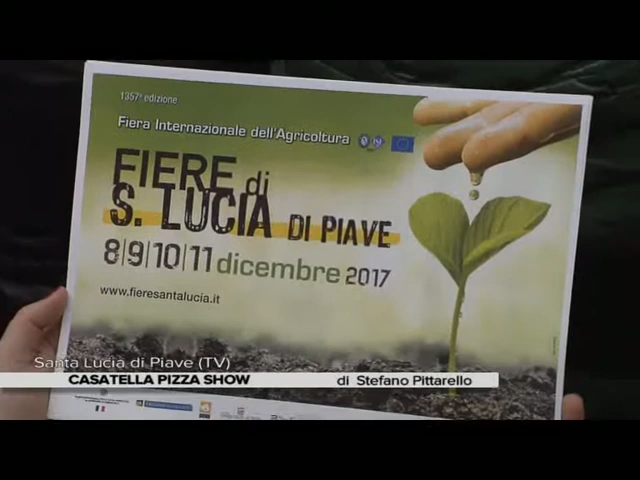 1357ª edizione
Fiera Internazionale dell'Agricoltura
FIERE di
S. LUCIA DI PIAVE
8|9|10|11 dicembre 2017
www.fieresantalucia.it
Santa Lucia di Piave (TV)
CASATELLA PIZZA SHOW di Stefano Pittarello